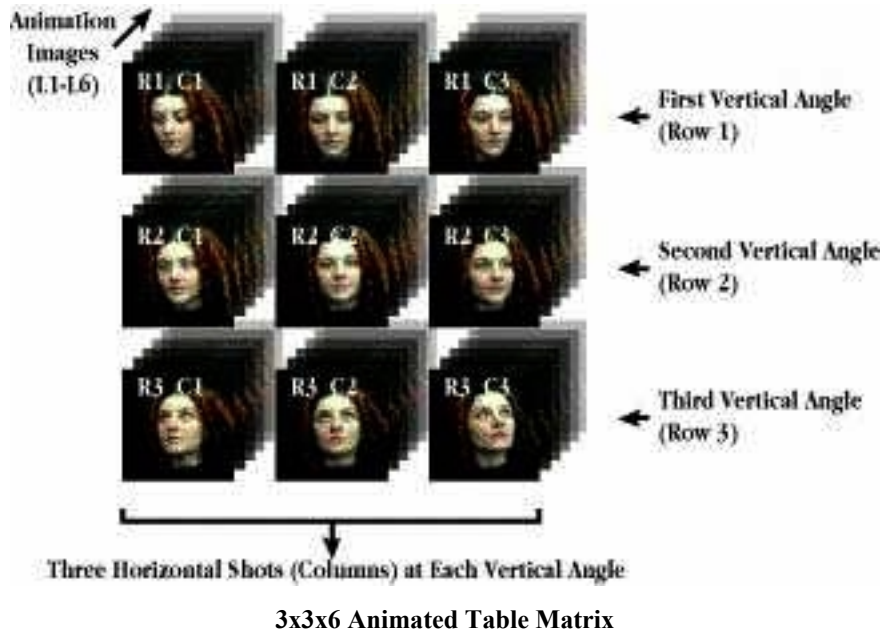 Animation
Images
(I.1-I.6)
R1 C1
R1 C2
R1 C3
First Vertical Angle
(Row 1)
R2 C1
R2 C2
R2 C3
Second Vertical Angle
(Row 2)
R3 C1
R3 C2
R3 C3
Third Vertical Angle
(Row 3)
Three Horizontal Shots (Columns) at Each Vertical Angle
3x3x6 Animated Table Matrix